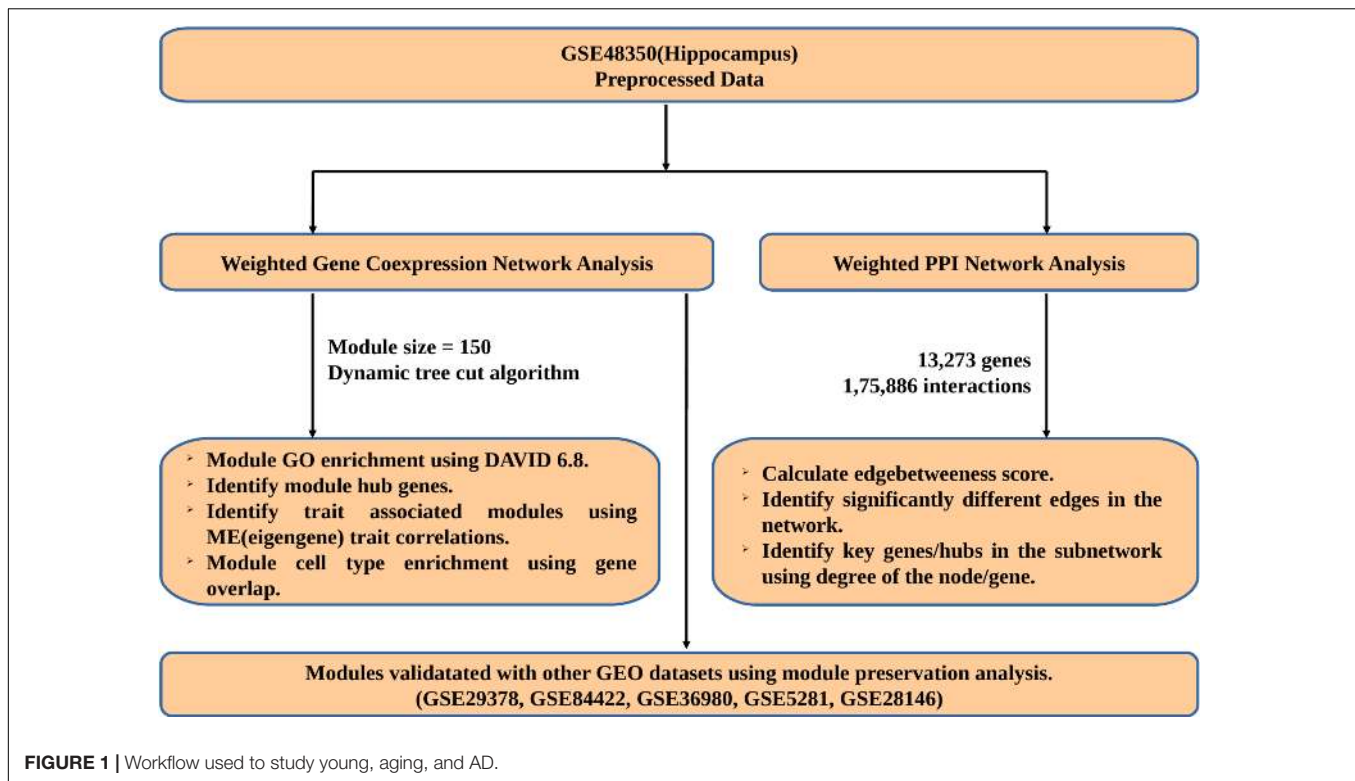 GSE48350(Hippocampus)
Preprocessed Data
Weighted Gene Coexpression Network Analysis
Weighted PPI Network Analysis
Module size = 150
Dynamic tree cut algorithm
13,273 genes
1,75,886 interactions
➢ Module GO enrichment using DAVID 6.8.
➢ Identify module hub genes.
➢ Identify trait associated modules using
ME(eigengene) trait correlations.
➢ Module cell type enrichment using gene
overlap.
➢ Calculate edgebetweeness score.
➢ Identify significantly different edges in the
network.
➢ Identify key genes/hubs in the subnetwork
using degree of the node/gene.
Modules validatated with other GEO datasets using module preservation analysis.
(GSE29378, GSE84422, GSE36980, GSE5281, GSE28146)
FIGURE 1 | Workflow used to study young, aging, and AD.